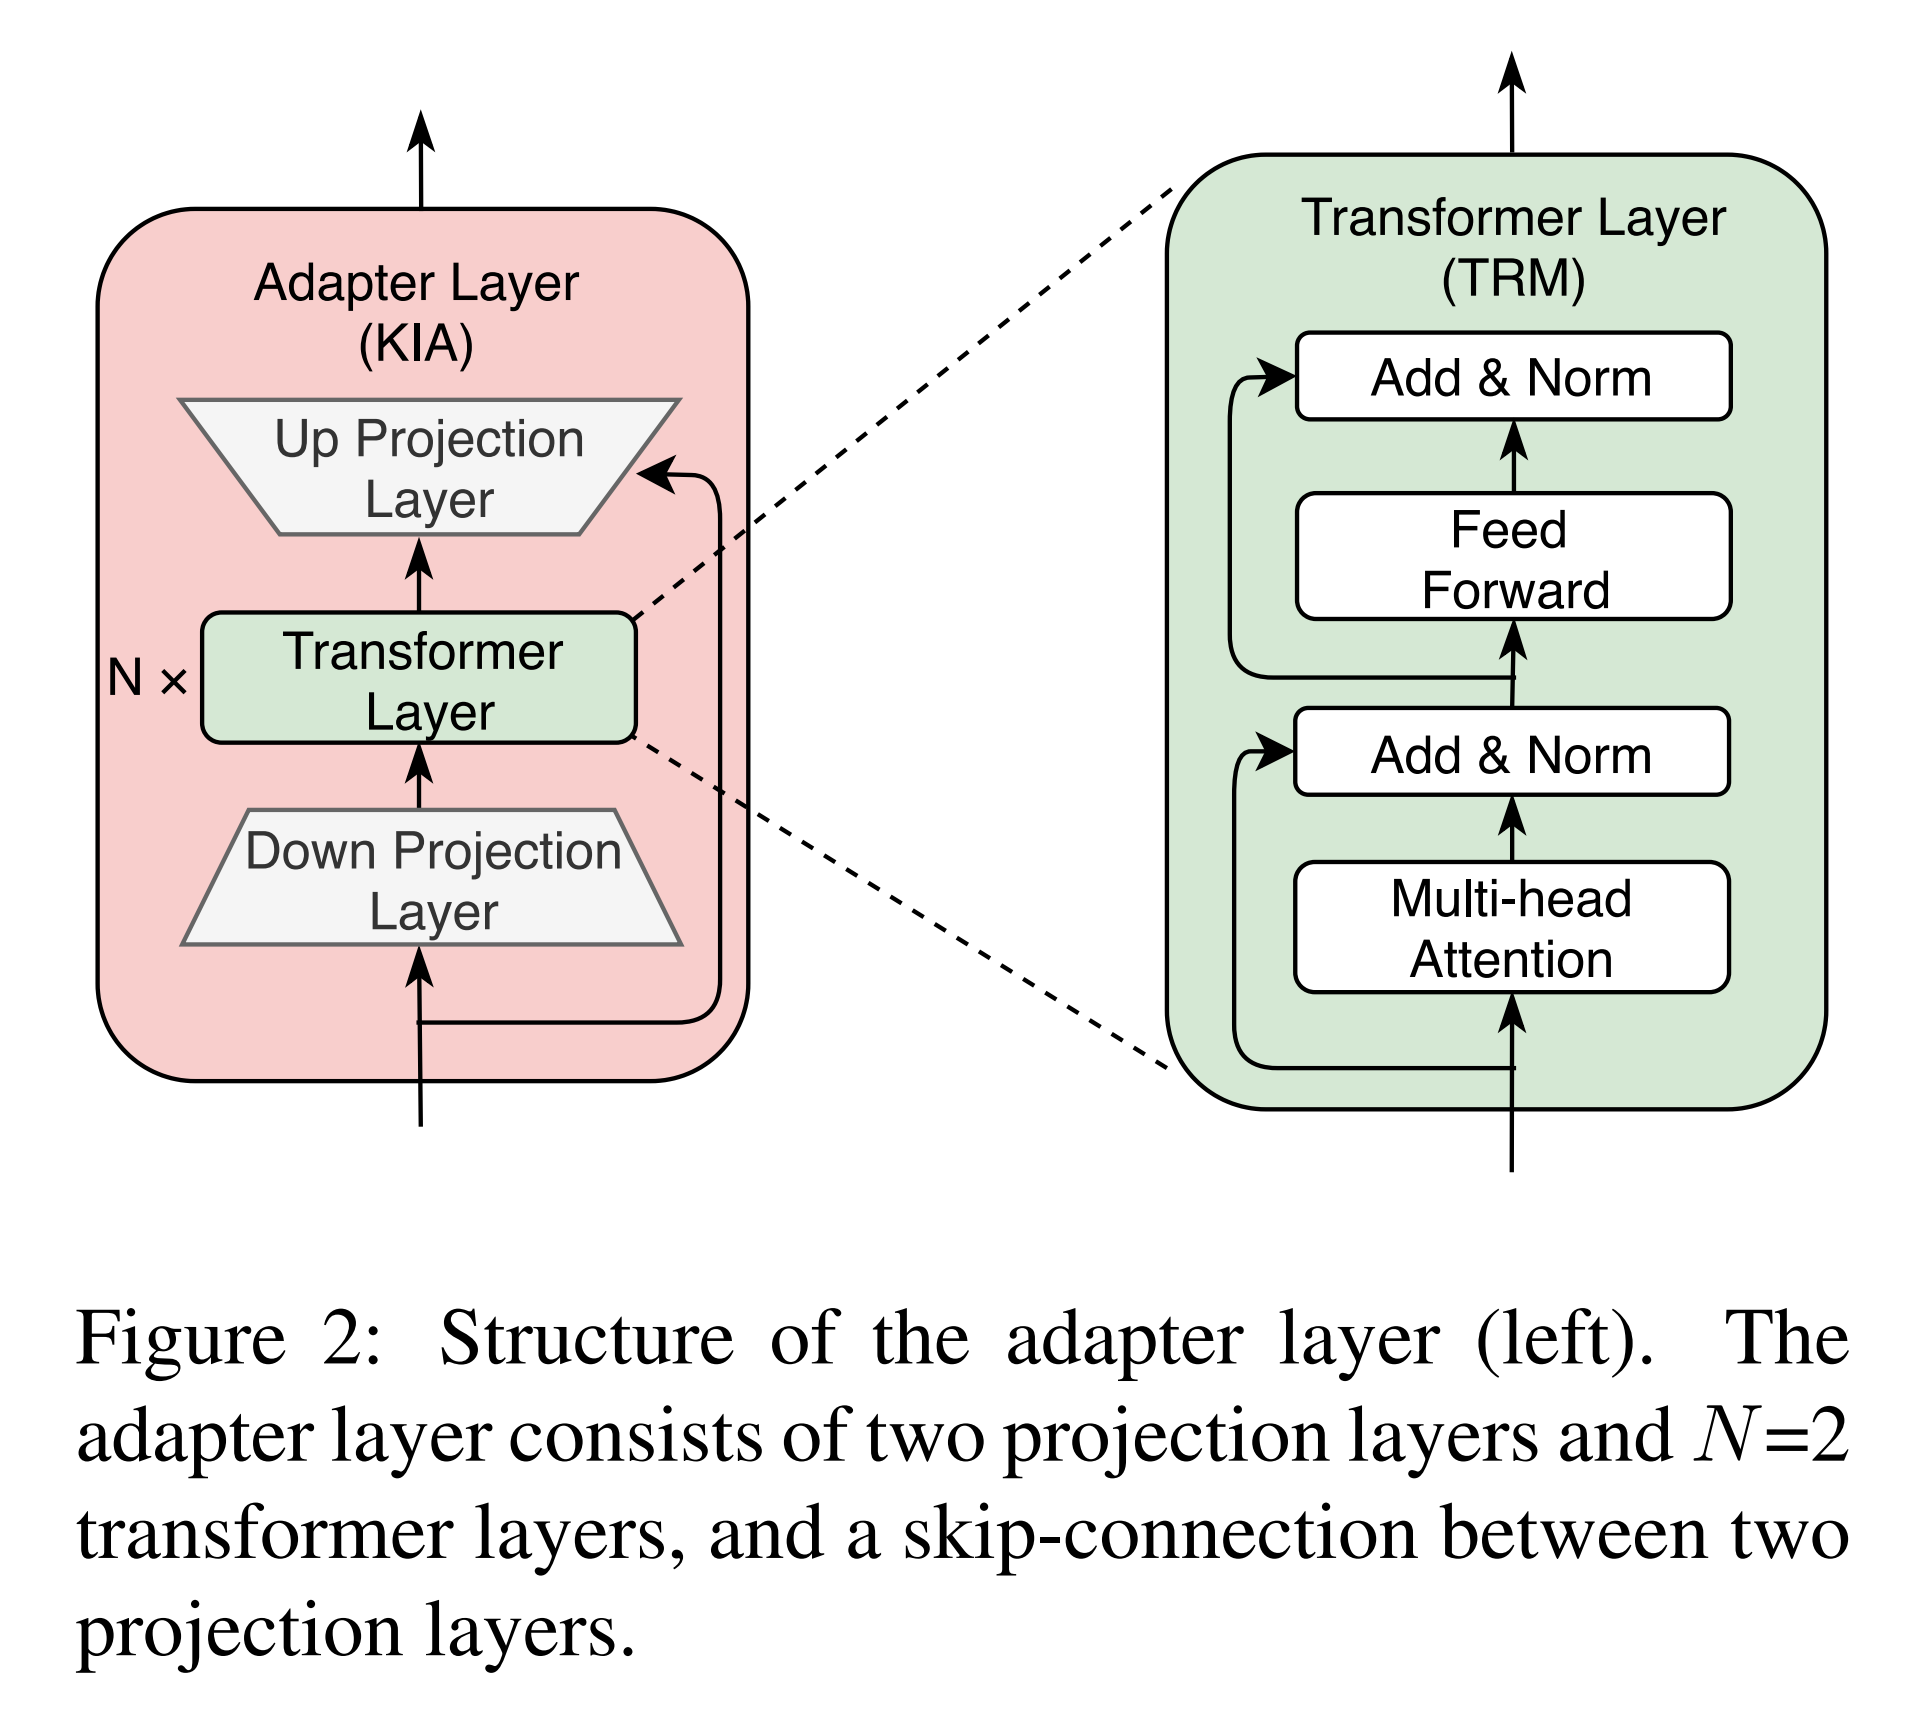 Adapter Layer
(KIA)
Up Projection
Layer
N ×
Transformer
Layer
Down Projection
Layer
Transformer Layer
(TRM)
Add & Norm
Feed
Forward
Add & Norm
Multi-head
Attention
Figure 2: Structure of the adapter layer (left). The
adapter layer consists of two projection layers and N=2
transformer layers, and a skip-connection between two
projection layers.